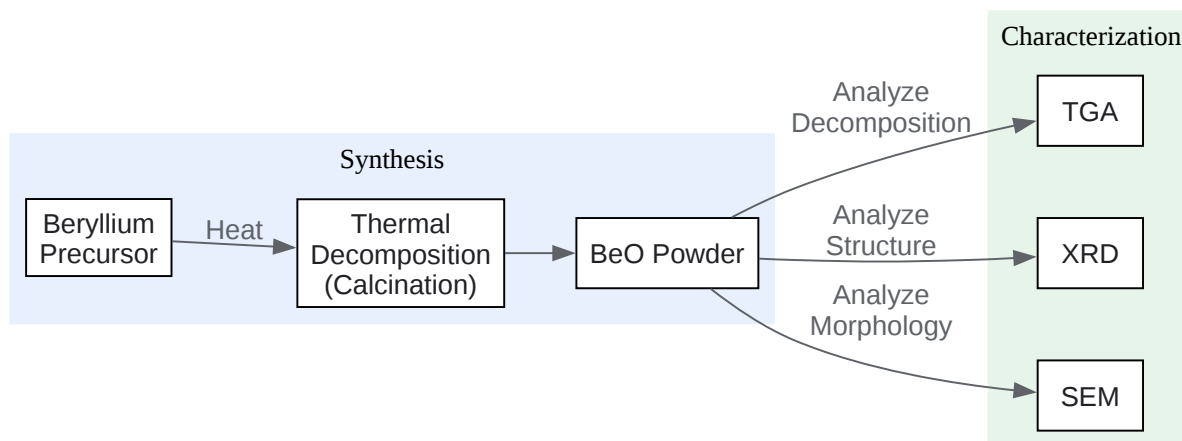 Characterization
Analyze
Decomposition
TGA
Synthesis
Beryllium
Precursor
Heat
Thermal
Decomposition
(Calcination)
BeO Powder
Analyze
Structure
XRD
Analyze
Morphology
SEM